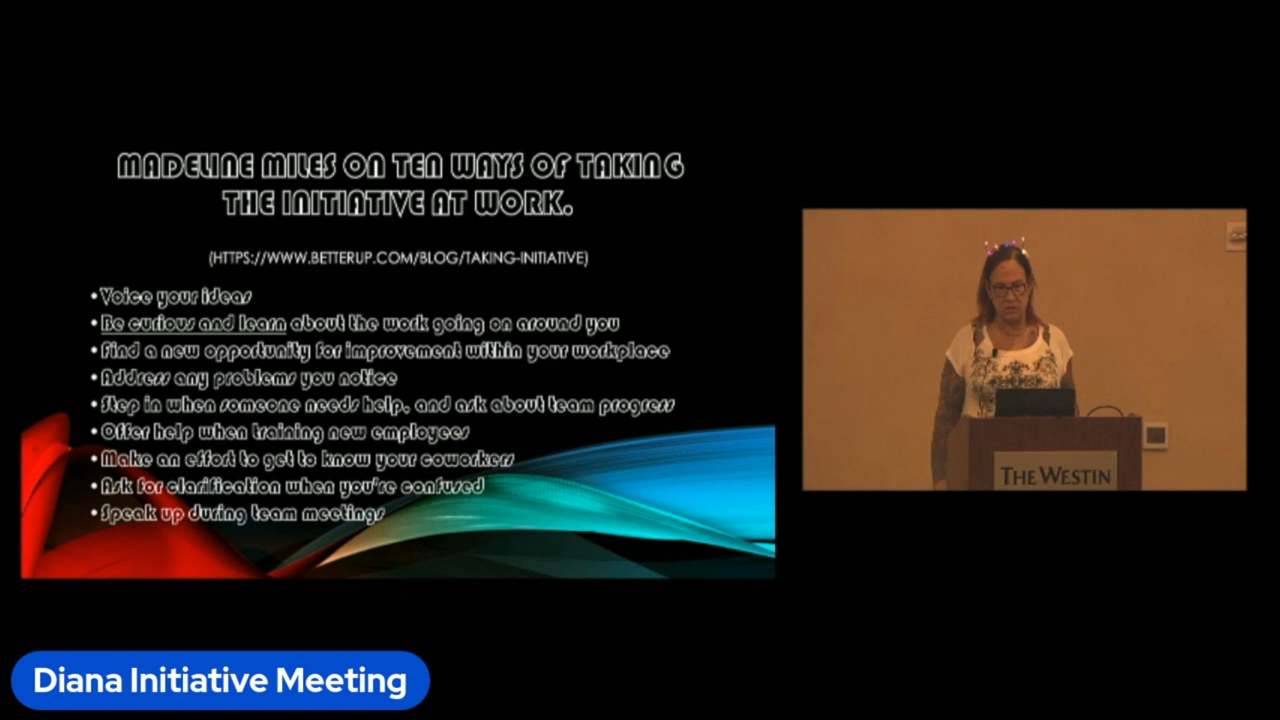 MADELINE MILES ON TEN WAYS OF TAKING
THE INITIATIVE AT WORK.
(HTTPS://WWW.BETTERUP.COM/BLOG/TAKING-INITIATIVE)
• Voice your ideas
• Be curious and learn about the work going on around you
• Find a new opportunity for improvement within your workplace
• Address any problems you notice
• Step in when someone needs help, and ask about team progress
• Offer help when training new employees
• Make an effort to get to know your coworkers
• Ask for clarification when you're confused
• Speak up during team meetings
THE WESTIN
Diana Initiative Meeting